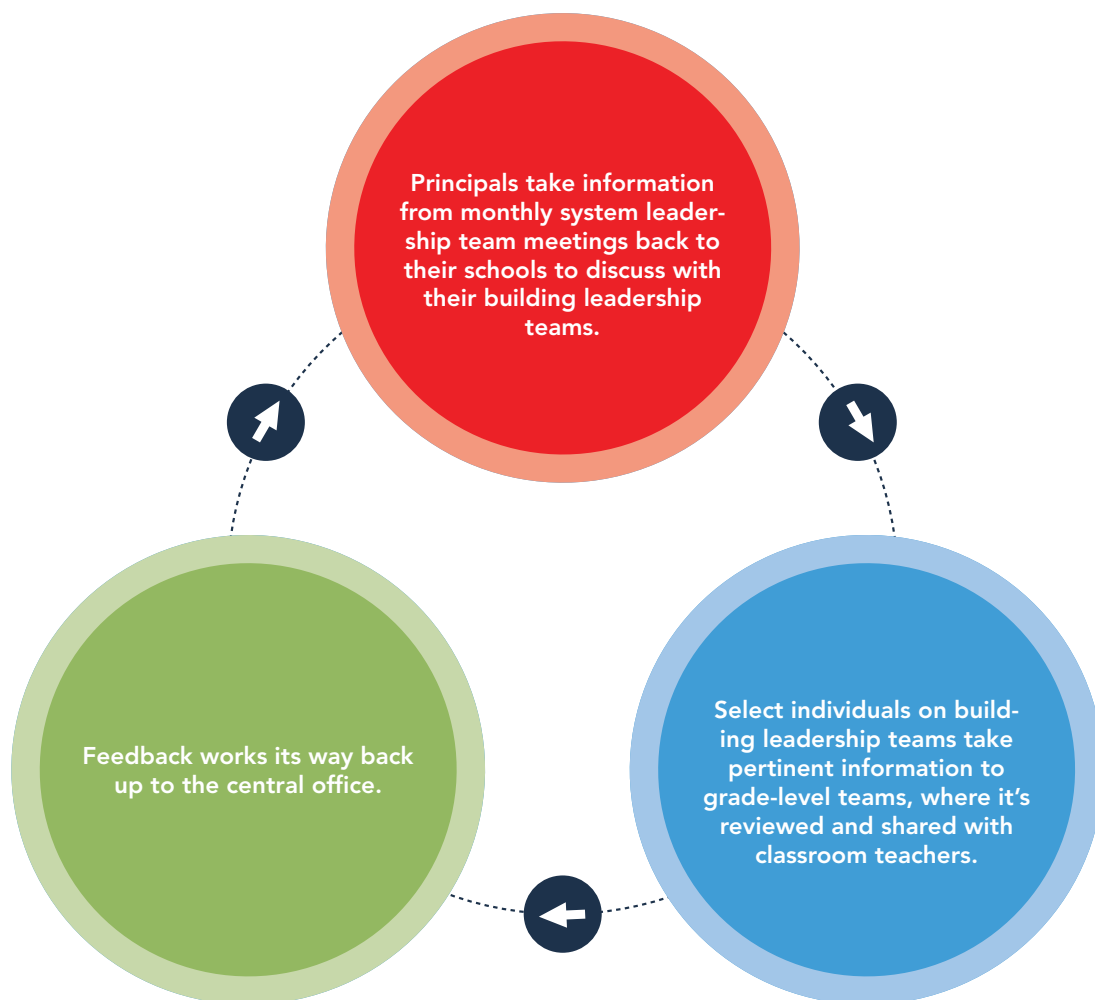 Principals take information
from monthly system leader-
ship team meetings back to
their schools to discuss with
their building leadership
teams.
Select individuals on build-
ing leadership teams take
pertinent information to
grade-level teams, where it’s
reviewed and shared with
classroom teachers.
Feedback works its way back
up to the central office.